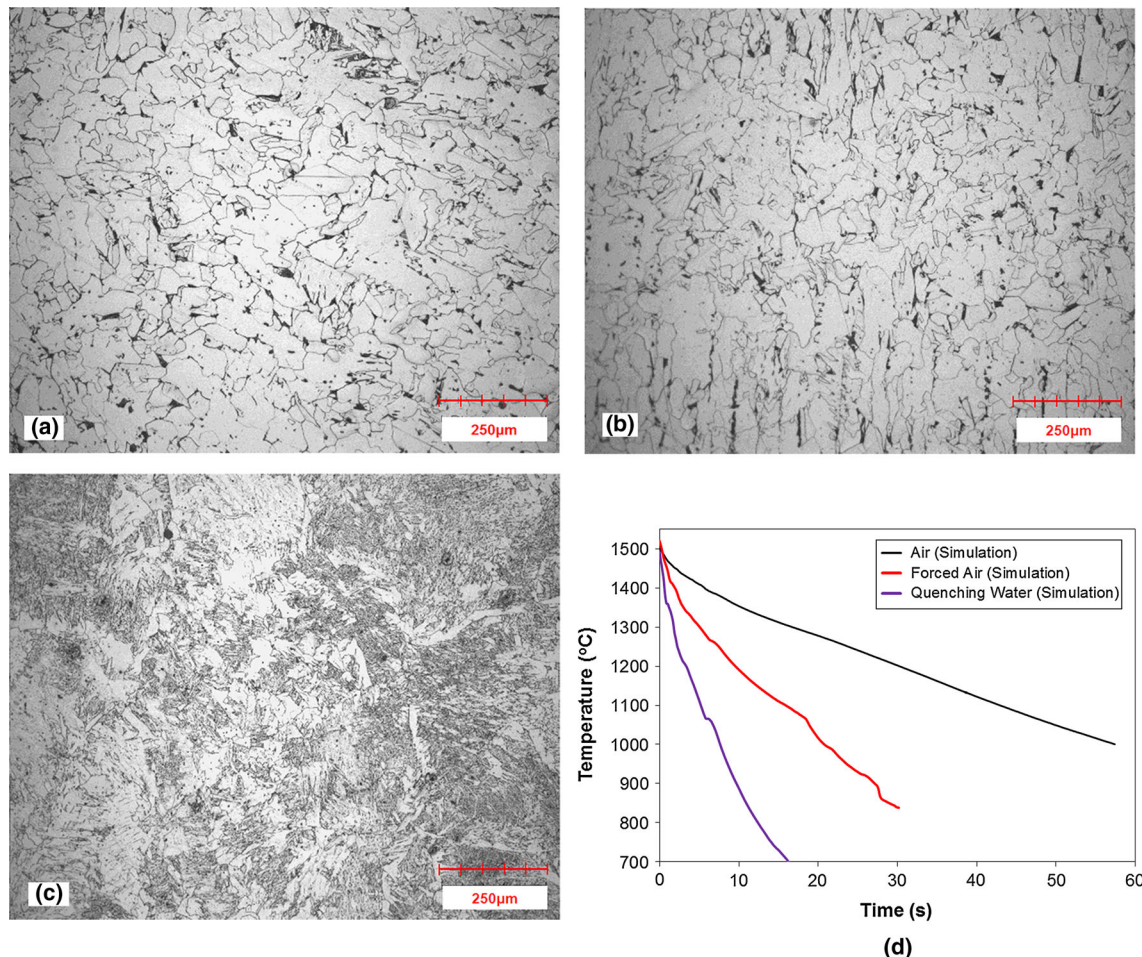 (a)
250µm
(b)
250µm
(c)
250µm
1500
1400
1300
1200
1100
1000
900
800
700
Temperature (ºC)
0
10
20
30
40
50
60
Time (s)
Air (Simulation)
Forced Air (Simulation)
Quenching Water (Simulation)
(d)